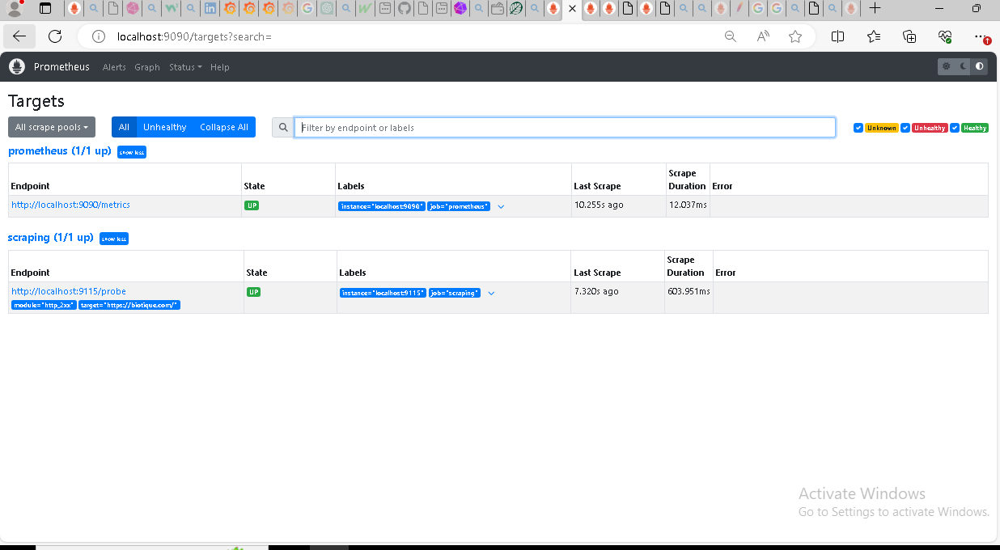 localhost:9090/targets?search=
Prometheus Alerts Graph Status Help
Targets
All scrape pools All Unhealthy Collapse All Filter by endpoint or labels Unknown Unhealthy Healthy
prometheus (1/1 up) show less
Endpoint State Labels Last Scrape Scrape Duration Error
http://localhost:9090/metrics UP instance="localhost:9090" job="prometheus" 10.255s ago 12.037ms
scraping (1/1 up) show less
Endpoint State Labels Last Scrape Scrape Duration Error
http://localhost:9115/probe UP instance="localhost:9115" job="scraping" 7.320s ago 603.951ms
module="http_2xx" target="https://biotique.com/"
Activate Windows
Go to Settings to activate Windows.